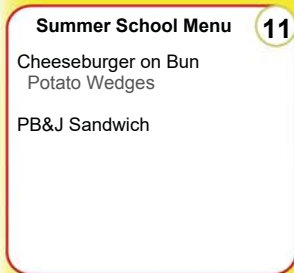 Summer School Menu
11
Cheeseburger on Bun
Potato Wedges
PB&J Sandwich